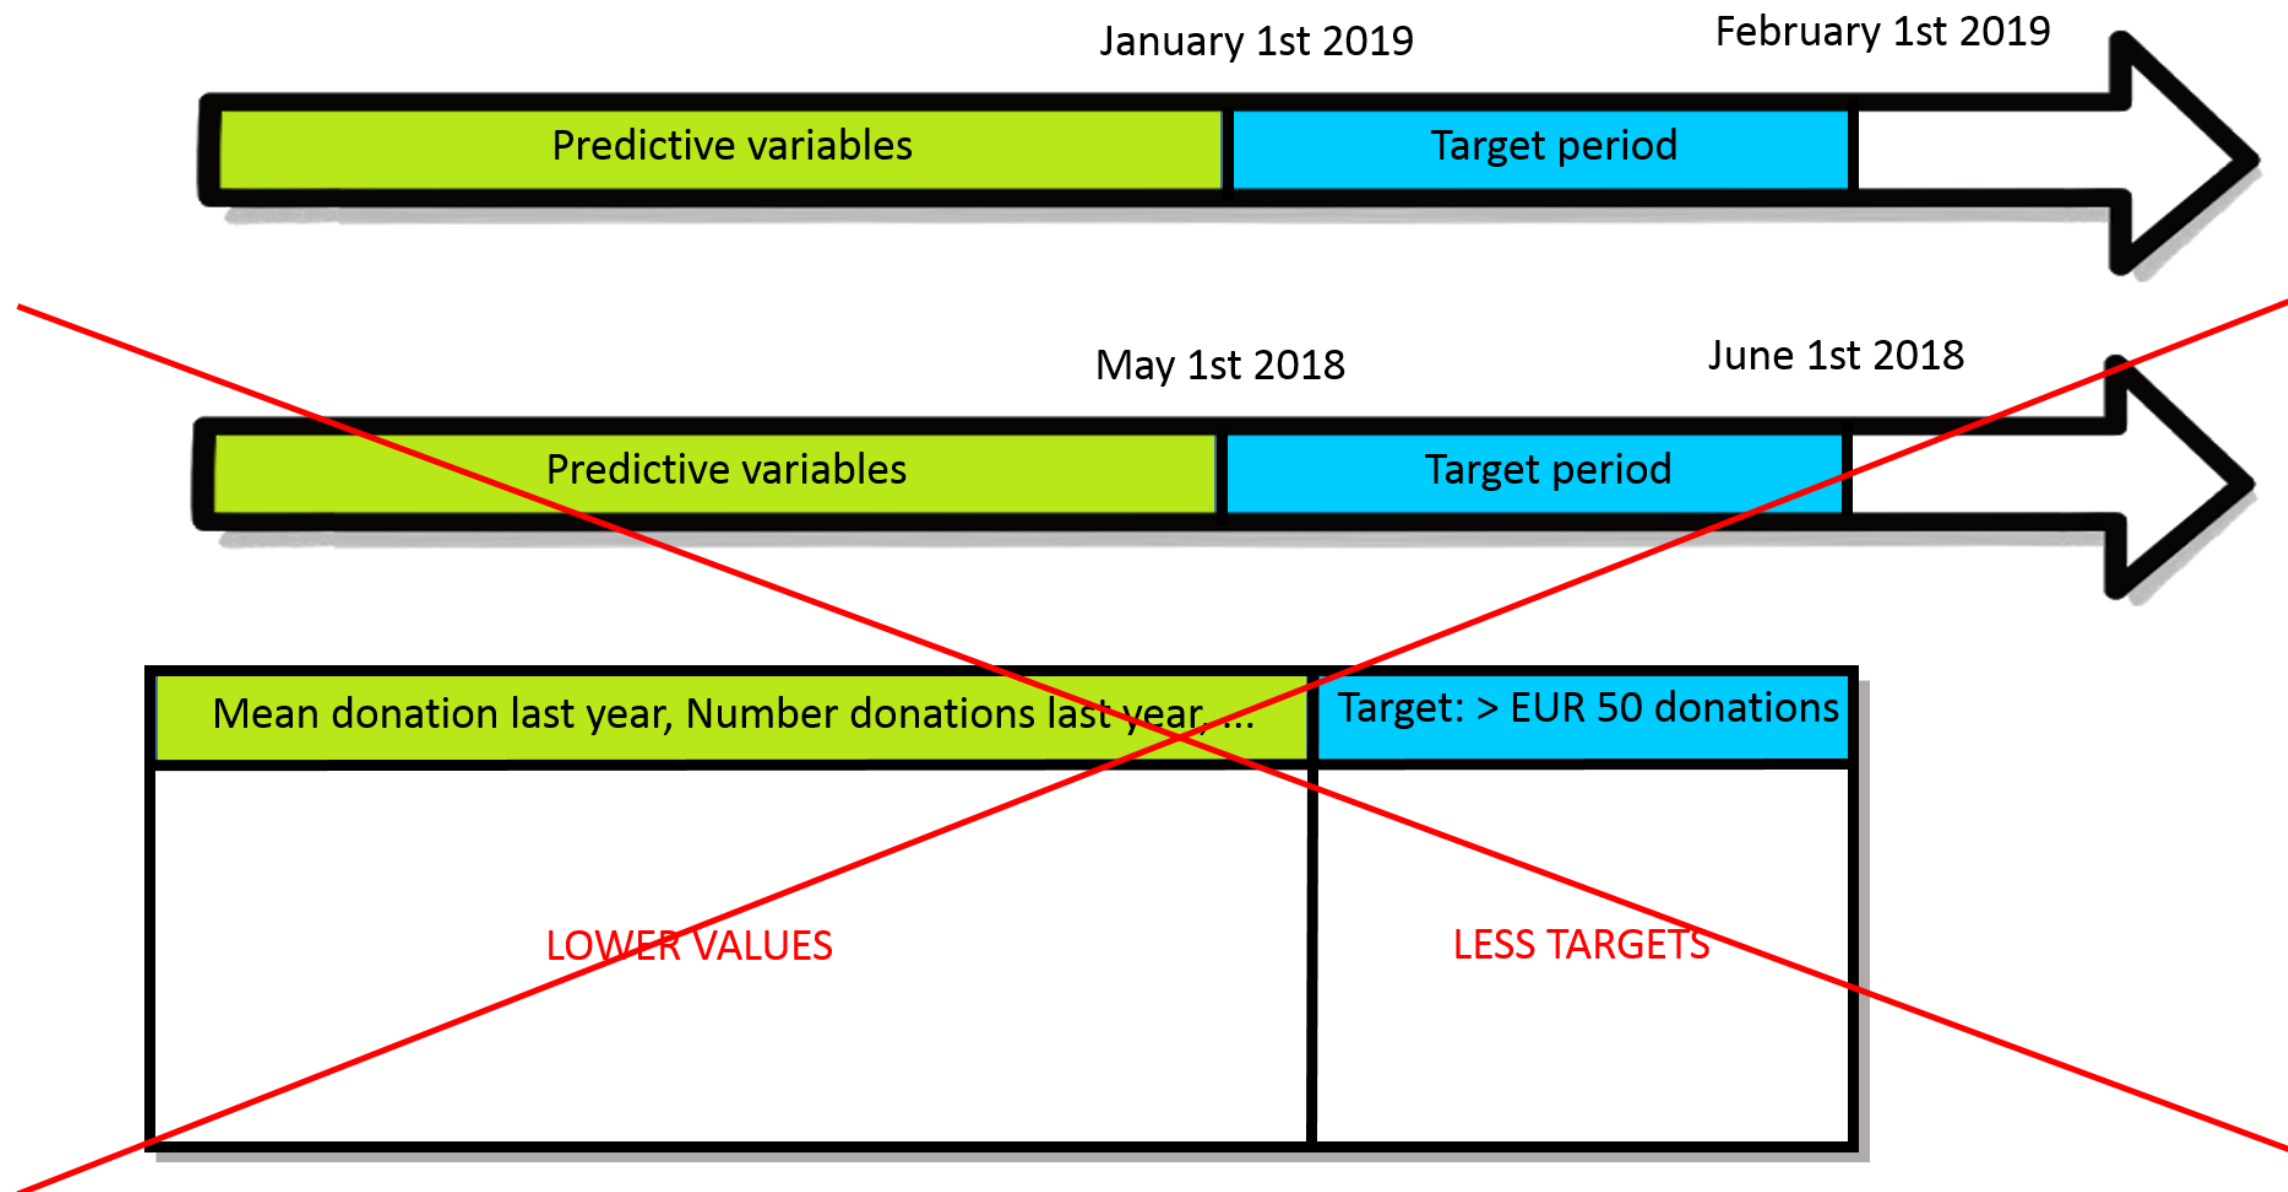 January 1st 2019
February 1st 2019
Predictive variables
Target period
May 1st 2018
June 1st 2018
Predictive variables
Target period
Mean donation last year, Number donations last year, ...
Target: > EUR 50 donations
LOWER VALUES
LESS TARGETS